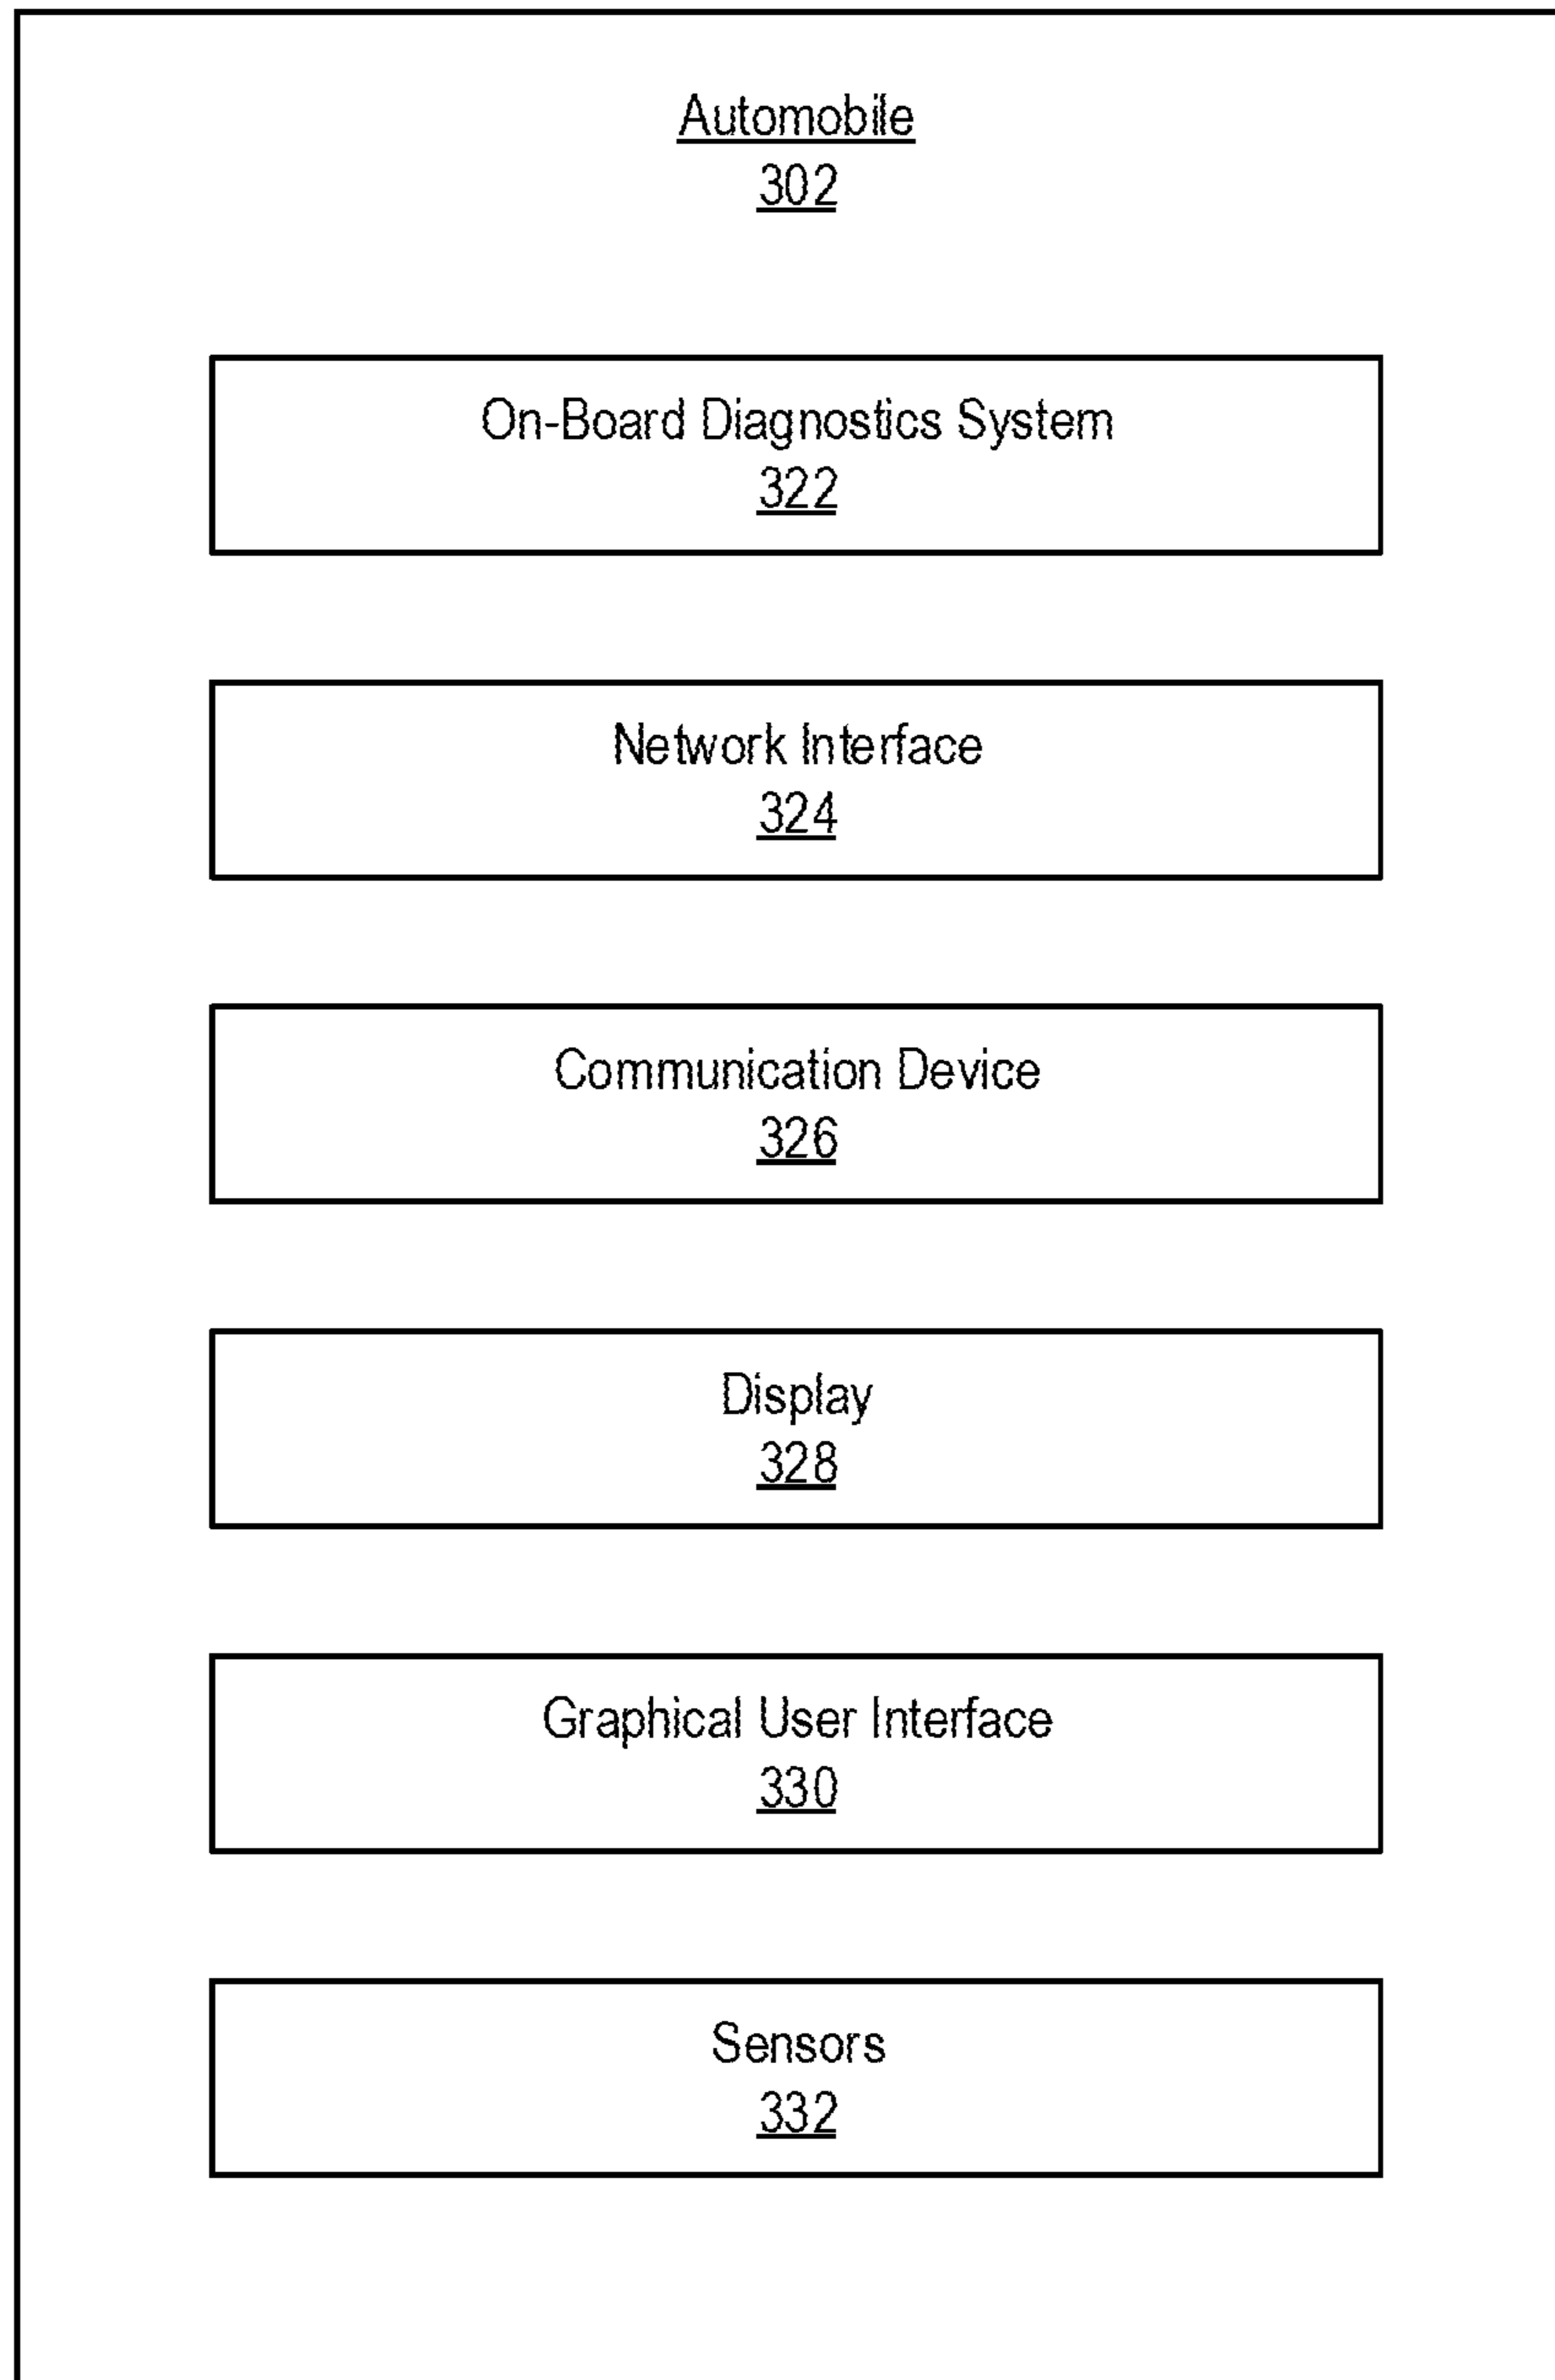 Automobile
302
On-Board Diagnostics System
322
Network Interface
324
Communication Device
326
Display
328
Graphical User Interface
330
Sensors
332